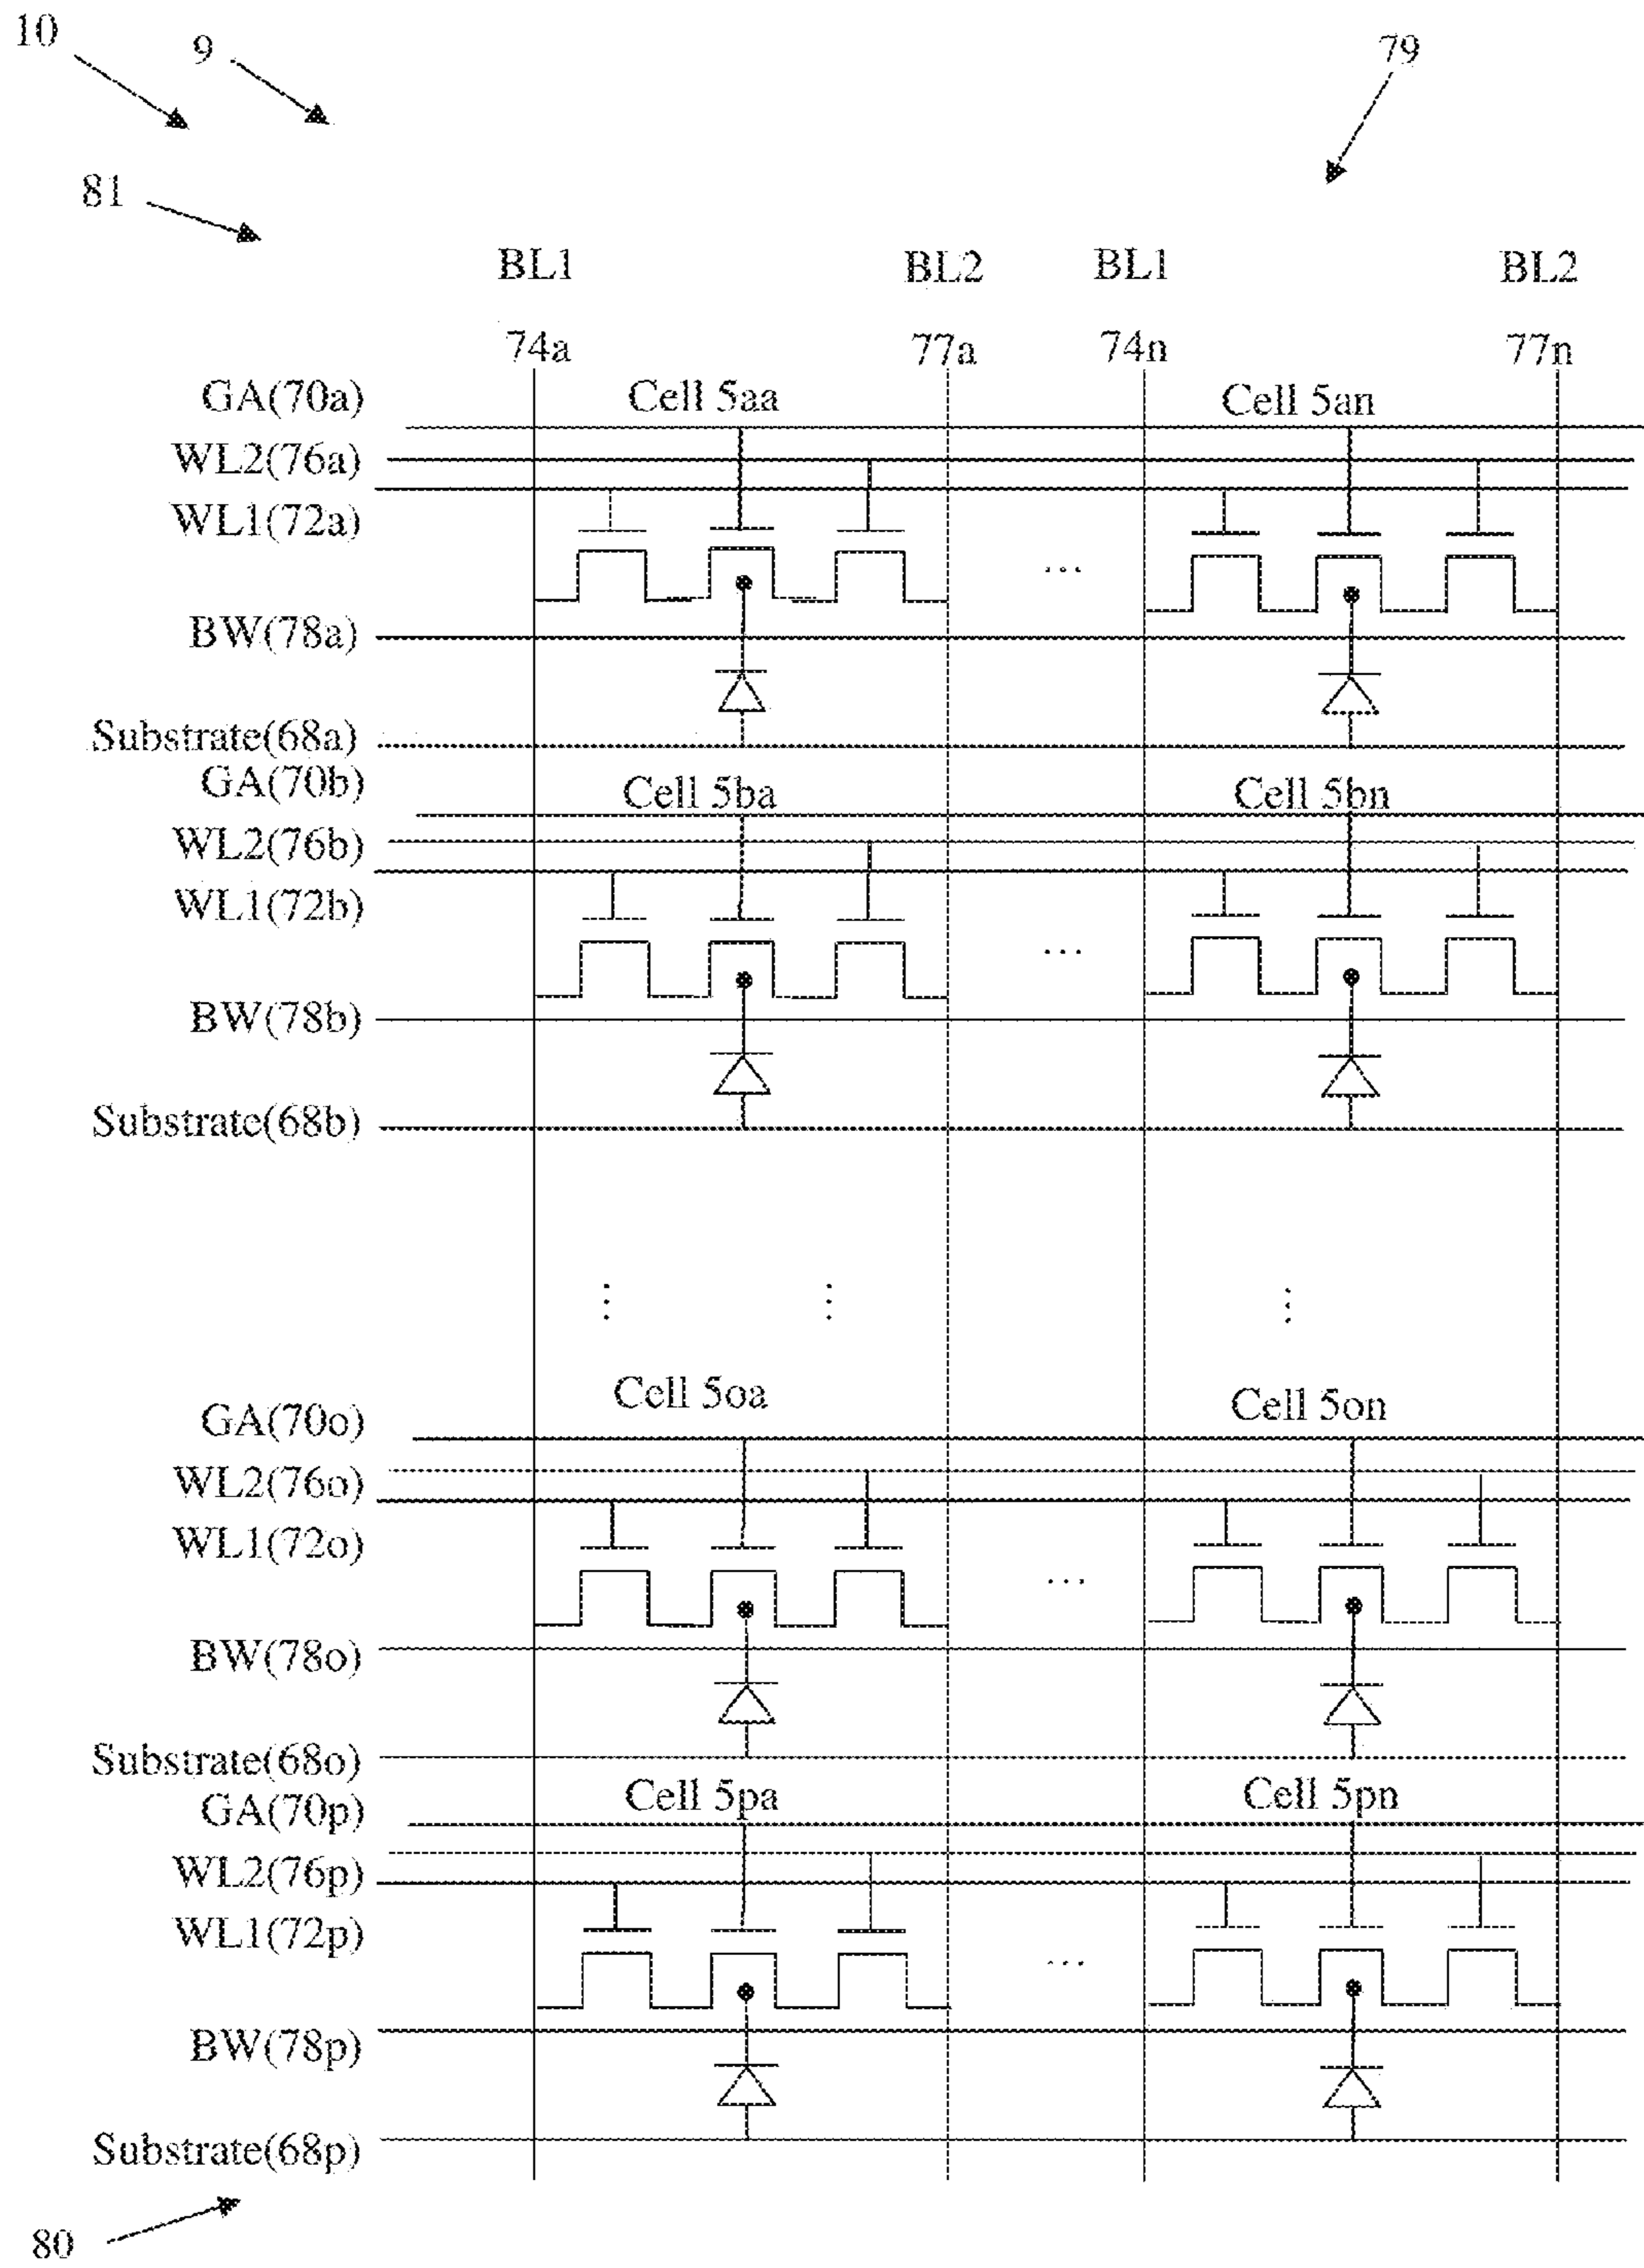 10
9
79
81
BL1 BL2 BL1 BL2
74a 77a 74n 77n
GA(70a) Cell 5aa Cell 5an
WL2(76a)
WL1(72a)
...
BW(78a)
Substrate(68a)
GA(70b) Cell 5ba Cell 5bn
WL2(76b)
WL1(72b)
...
BW(78b)
Substrate(68b)
Cell 5oa Cell 5on
GA(70o)
WL2(76o)
WL1(72o)
...
BW(78o)
Substrate(68o)
GA(70p) Cell 5pa Cell 5pn
WL2(76p)
WL1(72p)
...
BW(78p)
Substrate(68p)
80